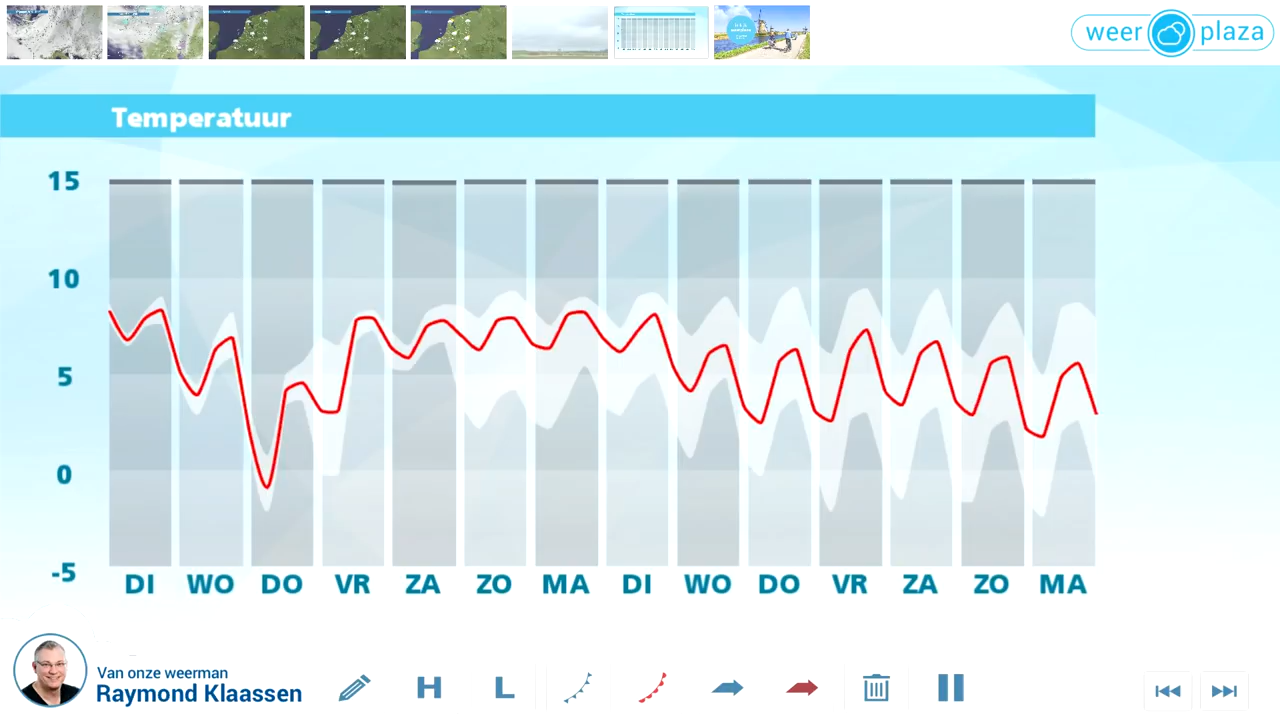 weer plaza
Temperatuur
15
10
5
0
-5
DI WO DO VR ZA ZO MA DI WO DO VR ZA ZO MA
Van onze weerman
Raymond Klaassen
H L